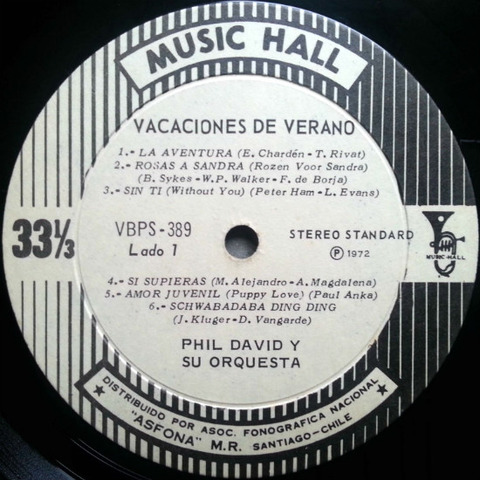 MUSIC HALL
VACACIONES DE VERANO
1.- LA AVENTURA (E. Chardén - T. Rivat)
2.- ROSAS A SANDRA (Rozen Voor Sandra)
(B. Sykes - W. P. Walker - F. de Borja)
3.- SIN TI (Without You) (Peter Ham - L. Evans)
33⅓
VBPS - 389
Lado 1
STEREO STANDARD
Ⓟ 1972
MUSIC-HALL
4.- SI SUPIERAS (M. Alejandro - A. Magdalena)
5.- AMOR JUVENIL (Puppy Love) (Paul Anka)
6.- SCHWABADABA DING DING
(J. Kluger - D. Vangarde)
PHIL DAVID Y
SU ORQUESTA
DISTRIBUIDO POR ASOC. FONOGRAFICA NACIONAL
"ASFONA" M.R. SANTIAGO-CHILE